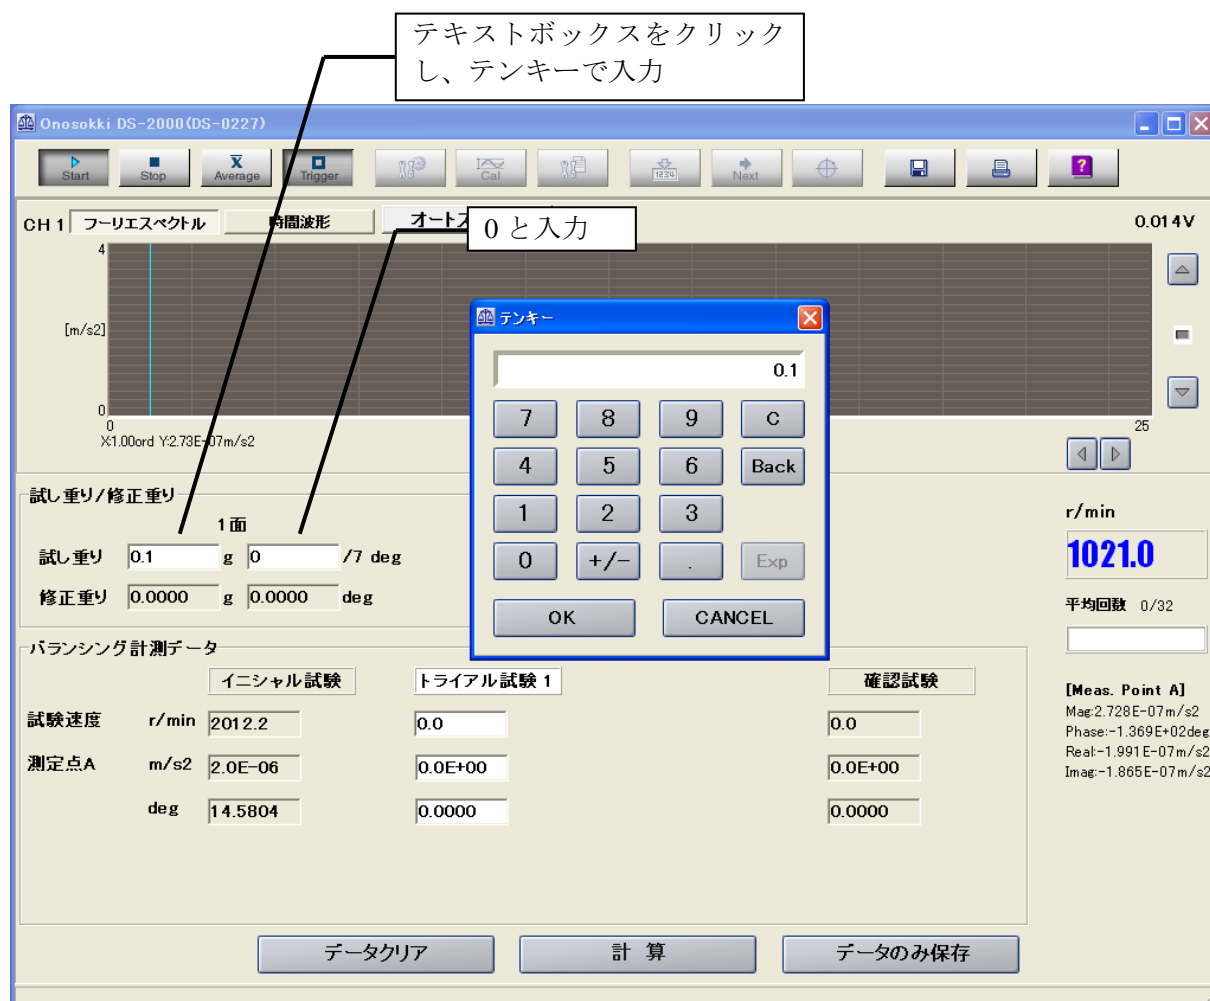 テキストボックスをクリック
し、テンキーで入力
Onosokki DS-2000(DS-0227)
Start Stop Average Trigger Cal 1234 Next
CH 1 フーリエスペクトル 時間波形 オートス 0.014V
0 と入力
4
[m/s2]
0
0 25
X:1.00ord Y:2.73E-07m/s2
テンキー
0.1
7 8 9 C
4 5 6 Back
1 2 3
0 +/- . Exp
OK CANCEL
試し重り/修正重り
1 面
試し重り 0.1 g 0 /7 deg
修正重り 0.0000 g 0.0000 deg
r/min
1021.0
平均回数 0/32
バランシング計測データ
イニシャル試験 トライアル試験 1 確認試験
試験速度 r/min 2012.2 0.0 0.0
測定点A m/s2 2.0E-06 0.0E+00 0.0E+00
deg 14.5804 0.0000 0.0000
[Meas. Point A]
Mag:2.728E-07m/s2
Phase:-1.369E+02deg
Real:-1.991E-07m/s2
Imag:-1.865E-07m/s2
データクリア 計 算 データのみ保存